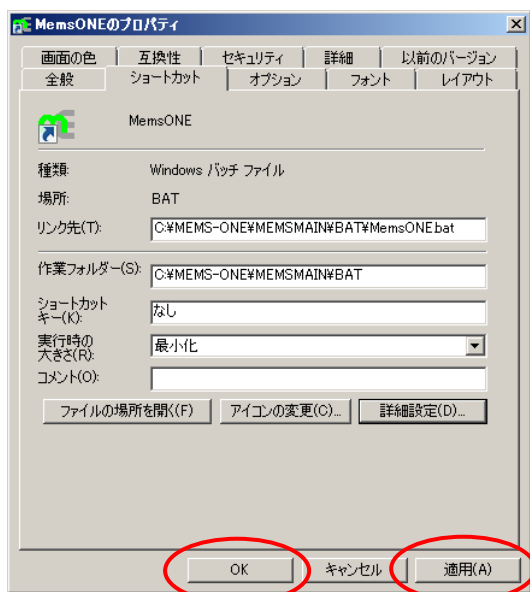 MemsONEのプロパティ
画面の色 互換性 セキュリティ 詳細 以前のバージョン
全般 ショートカット オプション フォント レイアウト
MemsONE
種類: Windows バッチ ファイル
場所: BAT
リンク先(T): C:¥MEMS-ONE¥MEMSMAIN¥BAT¥MemsONE.bat
作業フォルダー(S): C:¥MEMS-ONE¥MEMSMAIN¥BAT
ショートカット
キー(K): なし
実行時の
大きさ(R): 最小化
コメント(O):
ファイルの場所を開く(F) アイコンの変更(C)... 詳細設定(D)...
OK キャンセル 適用(A)